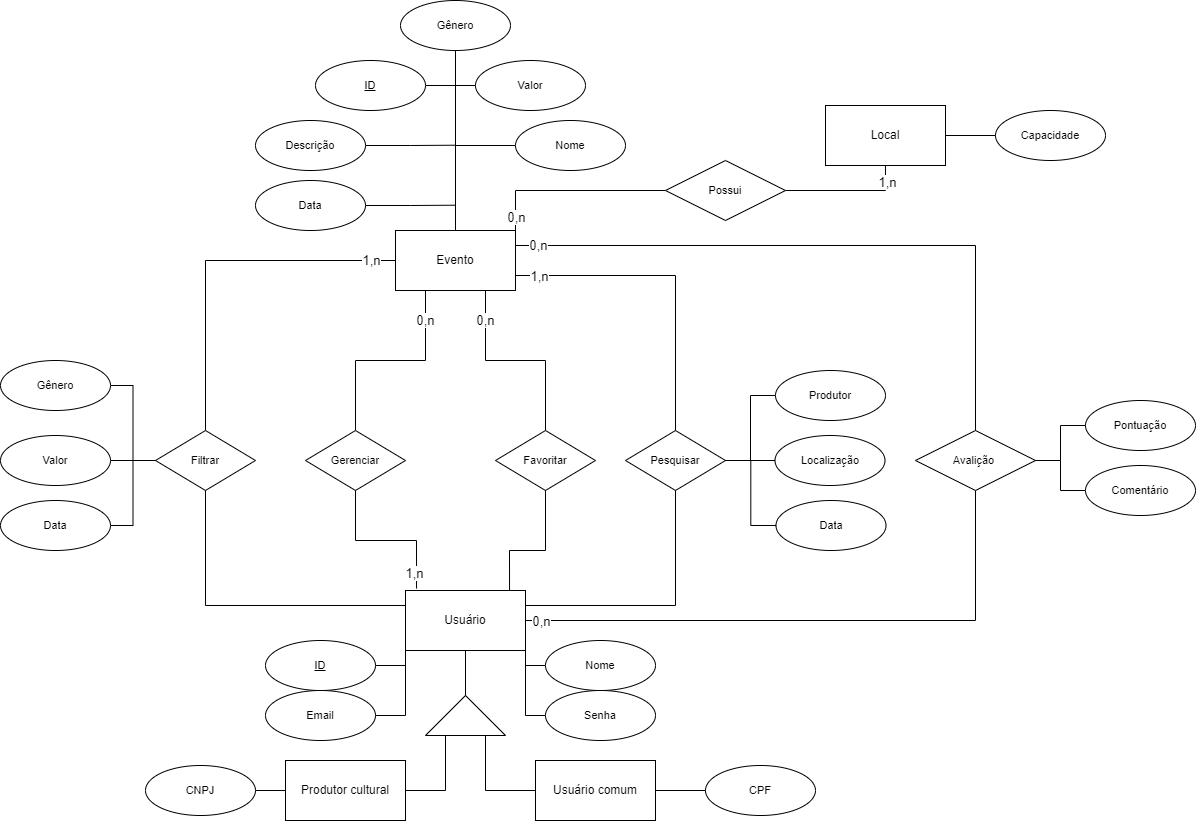 Gênero
ID
Valor
Descrição
Nome
Data
Local
Capacidade
Possui
1,n
0,n
0,n
Evento
1,n
1,n
0,n
0,n
Gênero
Valor
Data
Filtrar
Gerenciar
Favoritar
Pesquisar
Produtor
Localização
Data
Avalição
Pontuação
Comentário
1,n
Usuário
0,n
ID
Nome
Email
Senha
CNPJ
Produtor cultural
Usuário comum
CPF